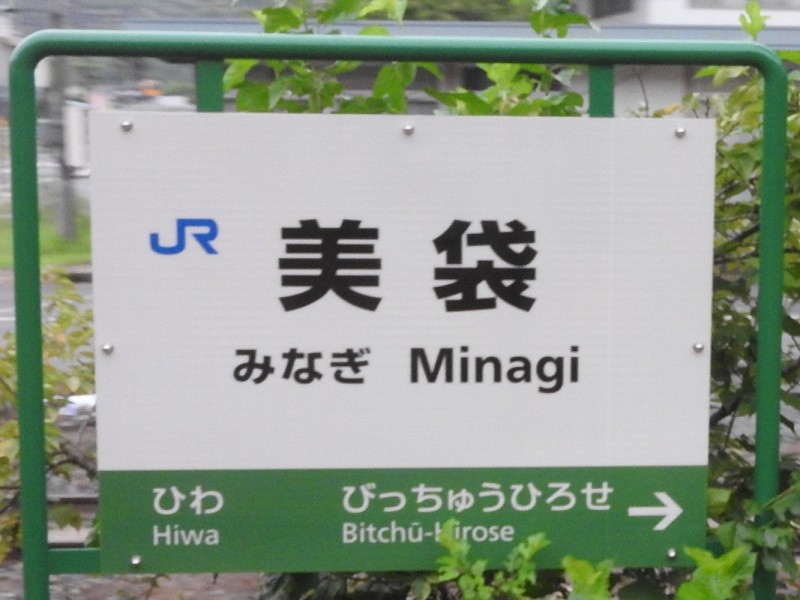 JR 美袋
みなぎ Minagi
ひわ びっちゅうひろせ →
Hiwa Bitchū-Hirose